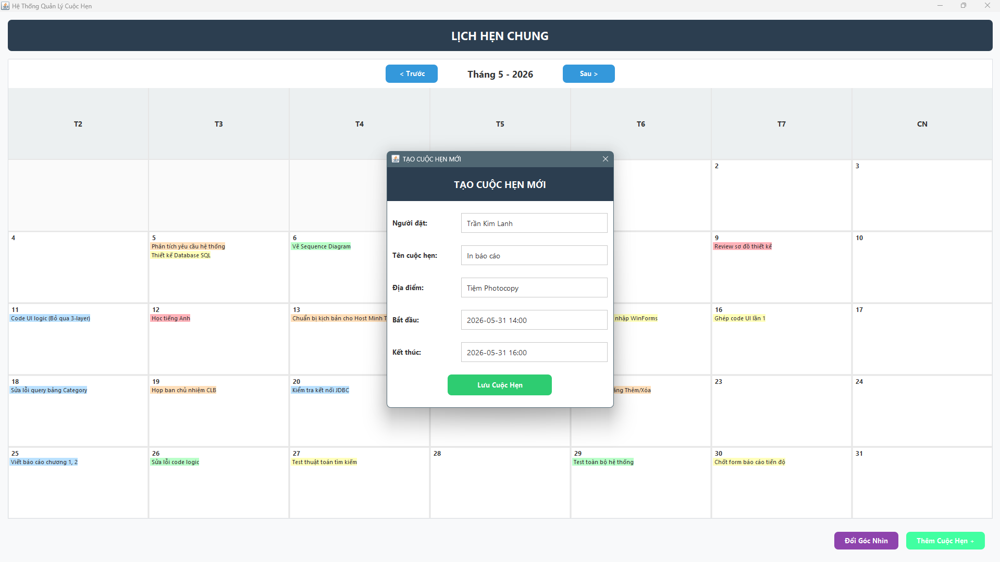 Hệ Thống Quản Lý Cuộc Hẹn
LỊCH HẸN CHUNG
< Trước
Tháng 5 - 2026
Sau >
T2 T3 T4 T5 T6 T7 CN
2 3
4 5 6 9 10
Phân tích yêu cầu hệ thống
Vẽ Sequence Diagram
Review sơ đồ thiết kế
Thiết kế Database SQL
11 12 13 16 17
Code UI logic (Bỏ qua 3-layer)
Học tiếng Anh
Chuẩn bị kịch bản cho Host Minh T
nhập WinForms
Ghép code UI lần 1
18 19 20 23 24
Sửa lỗi query bảng Category
Họp ban chủ nhiệm CLB
Kiểm tra kết nối JDBC
ăng Thêm/Xóa
25 26 27 28 29 30 31
Viết báo cáo chương 1, 2
Sửa lỗi code logic
Test thuật toán tìm kiếm
Test toàn bộ hệ thống
Chốt form báo cáo tiến độ
TẠO CUỘC HẸN MỚI
TẠO CUỘC HẸN MỚI
Người đặt: Trần Kim Lanh
Tên cuộc hẹn: In báo cáo
Địa điểm: Tiệm Photocopy
Bắt đầu: 2026-05-31 14:00
Kết thúc: 2026-05-31 16:00
Lưu Cuộc Hẹn
Đổi Góc Nhìn
Thêm Cuộc Hẹn +